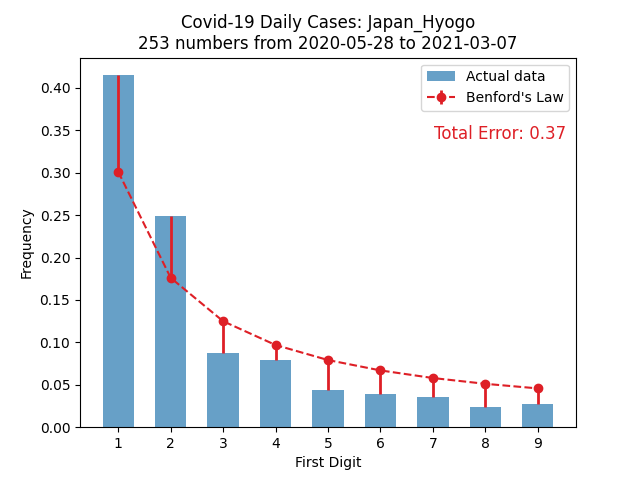 Covid-19 Daily Cases: Japan_Hyogo
253 numbers from 2020-05-28 to 2021-03-07
Actual data
Benford's Law
Total Error: 0.37
Frequency
0.40
0.35
0.30
0.25
0.20
0.15
0.10
0.05
0.00
1 2 3 4 5 6 7 8 9
First Digit